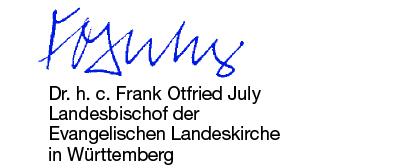 Dr. h. c. Frank Otfried July
Landesbischof der
Evangelischen Landeskirche
in Württemberg